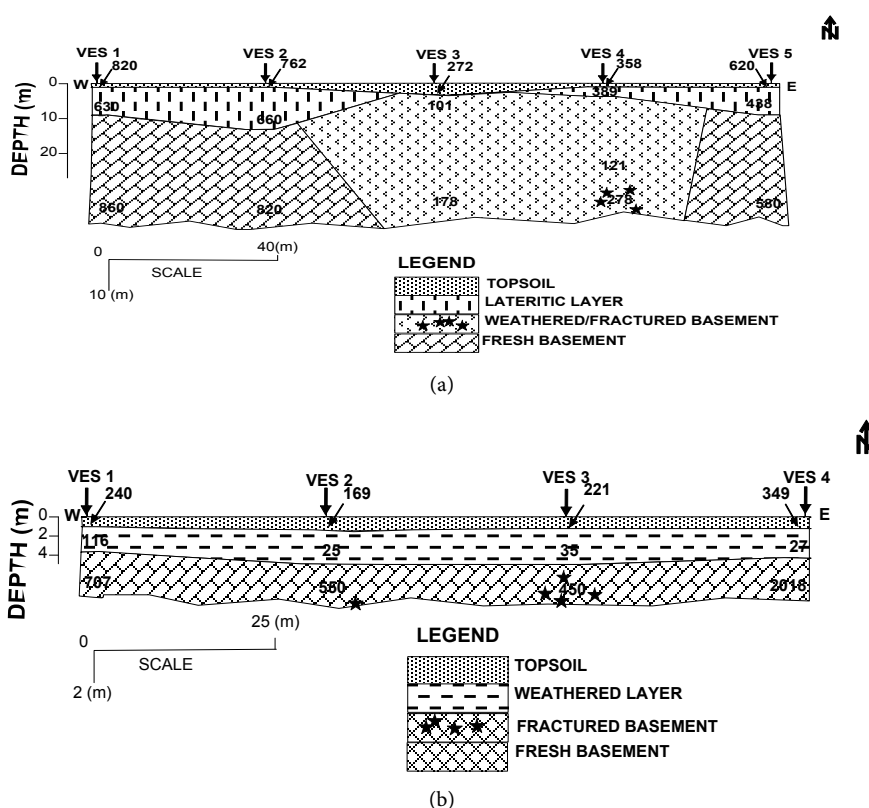 N
VES 1 VES 2 VES 3 VES 4 VES 5
820 762 272 358 620
W E
0
10
20
DEPTH (m)
630 660 101 389 438
121
860 820 178 278 580
0 40(m)
SCALE
10 (m)
LEGEND
TOPSOIL
LATERITIC LAYER
WEATHERED/FRACTURED BASEMENT
FRESH BASEMENT
(a)
N
VES 1 VES 2 VES 3 VES 4
240 169 221 349
W E
0
2
4
DEPTH (m)
116 25 35 27
707 550 450 2018
0 25 (m)
SCALE
2 (m)
LEGEND
TOPSOIL
WEATHERED LAYER
FRACTURED BASEMENT
FRESH BASEMENT
(b)